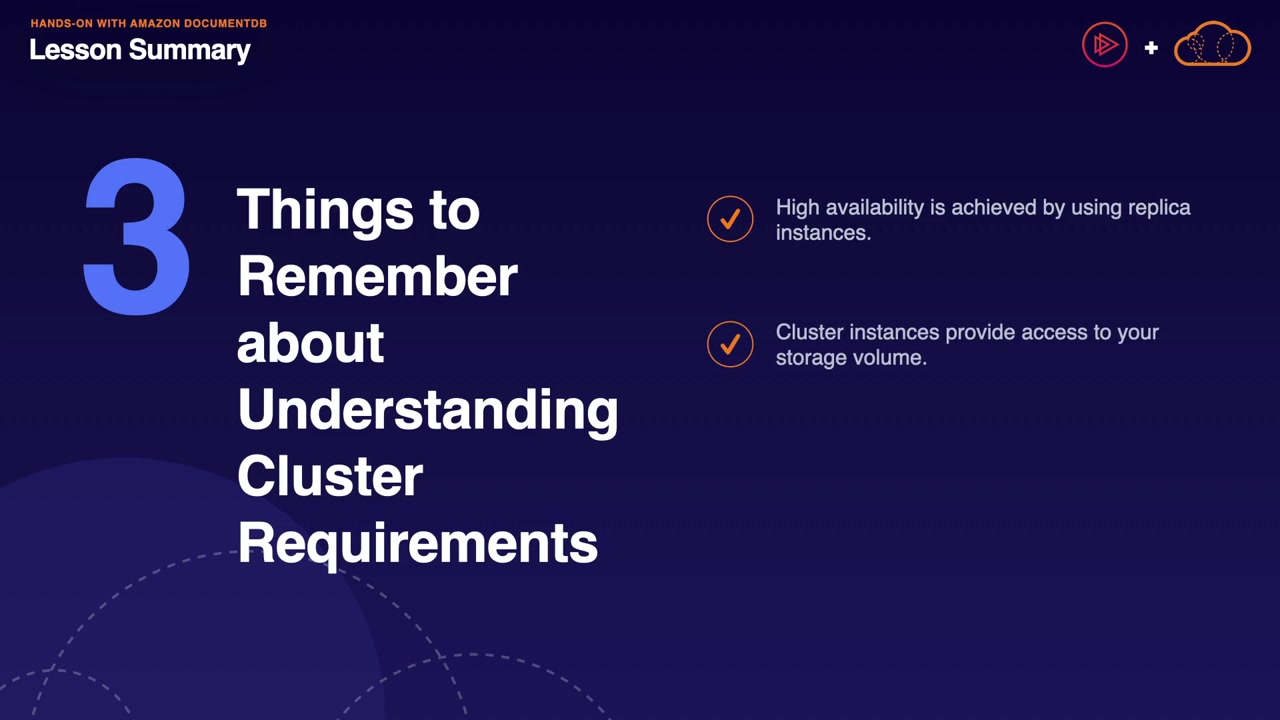 HANDS-ON WITH AMAZON DOCUMENTDB
Lesson Summary
3
Things to
Remember
about
Understanding
Cluster
Requirements
High availability is achieved by using replica
instances.
Cluster instances provide access to your
storage volume.